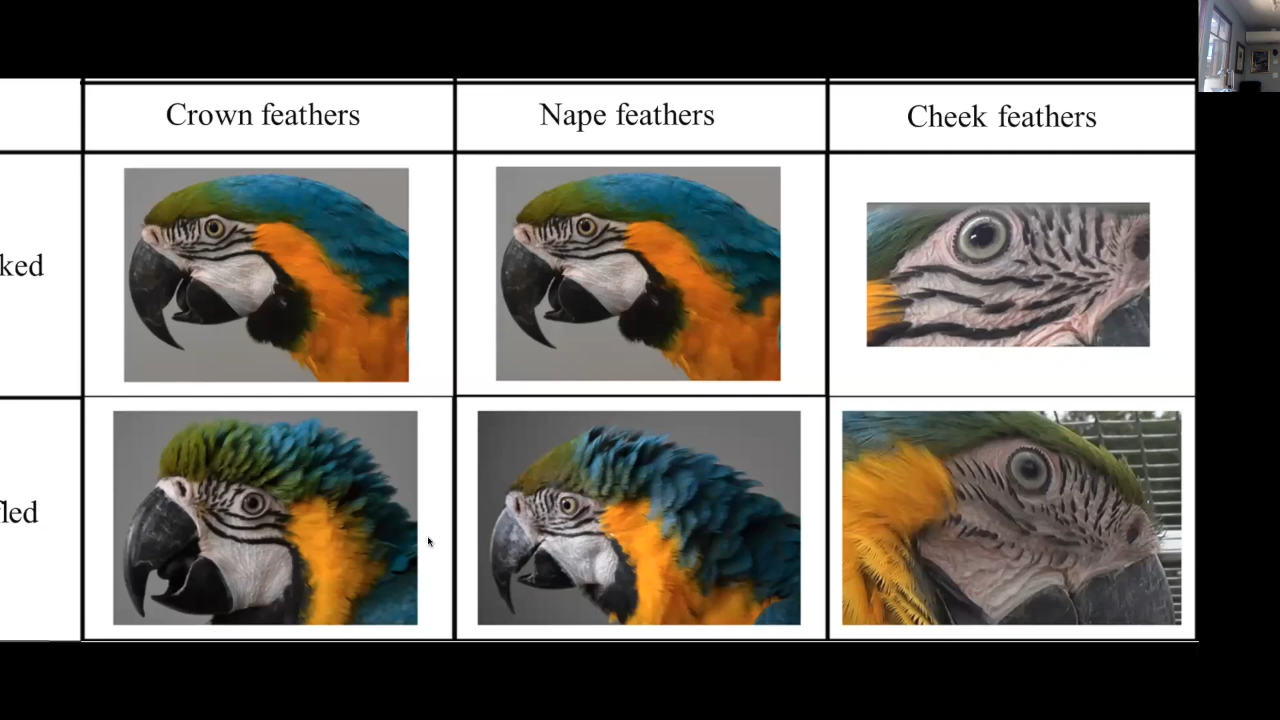 Crown feathers
Nape feathers
Cheek feathers
ked
led